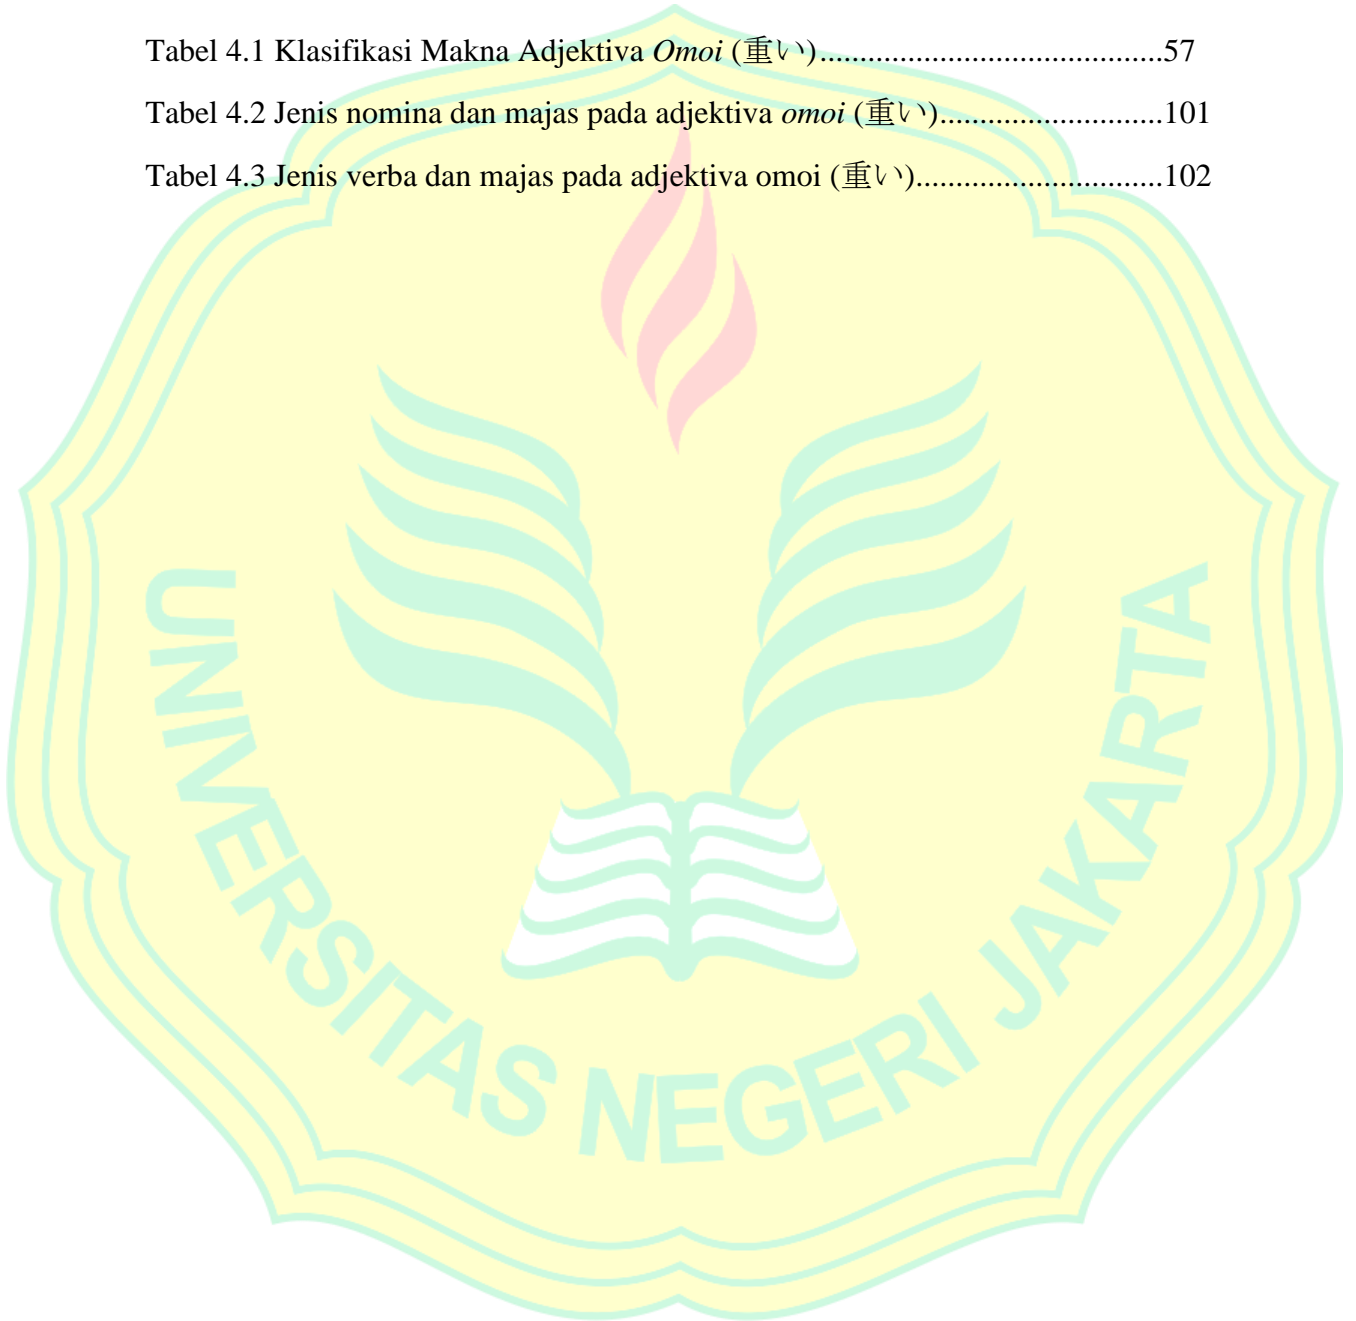 Tabel 4.1 Klasifikasi Makna Adjektiva Omoi (重い)...........................................57
Tabel 4.2 Jenis nomina dan majas pada adjektiva omoi (重い)............................101
Tabel 4.3 Jenis verba dan majas pada adjektiva omoi (重い)...............................102
UNIVERSITAS NEGERI JAKARTA